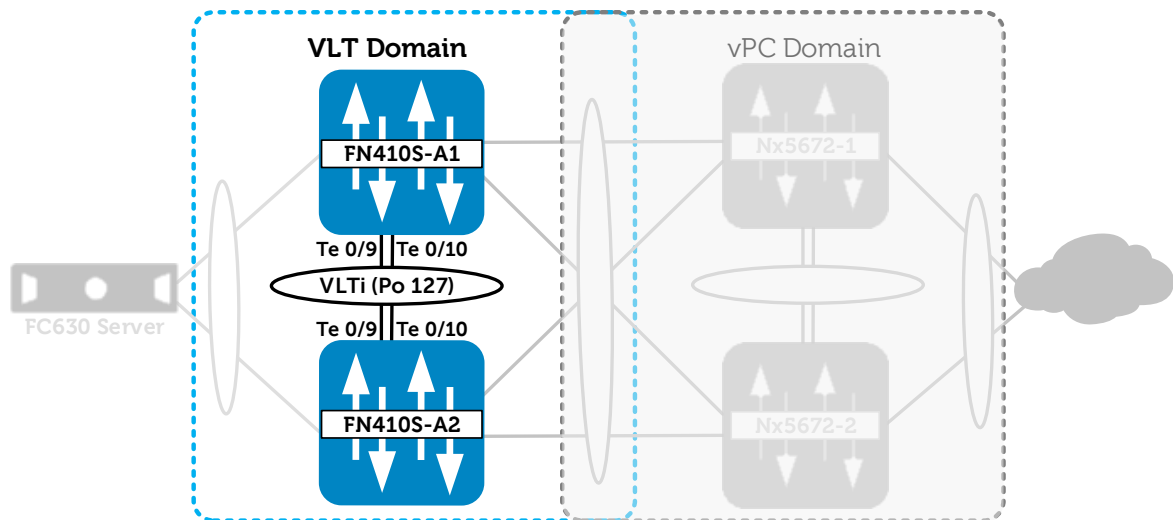 VLT Domain
vPC Domain
FN410S-A1
Nx5672-1
Te 0/9 Te 0/10
VLTi (Po 127)
FC630 Server
Te 0/9 Te 0/10
FN410S-A2
Nx5672-2